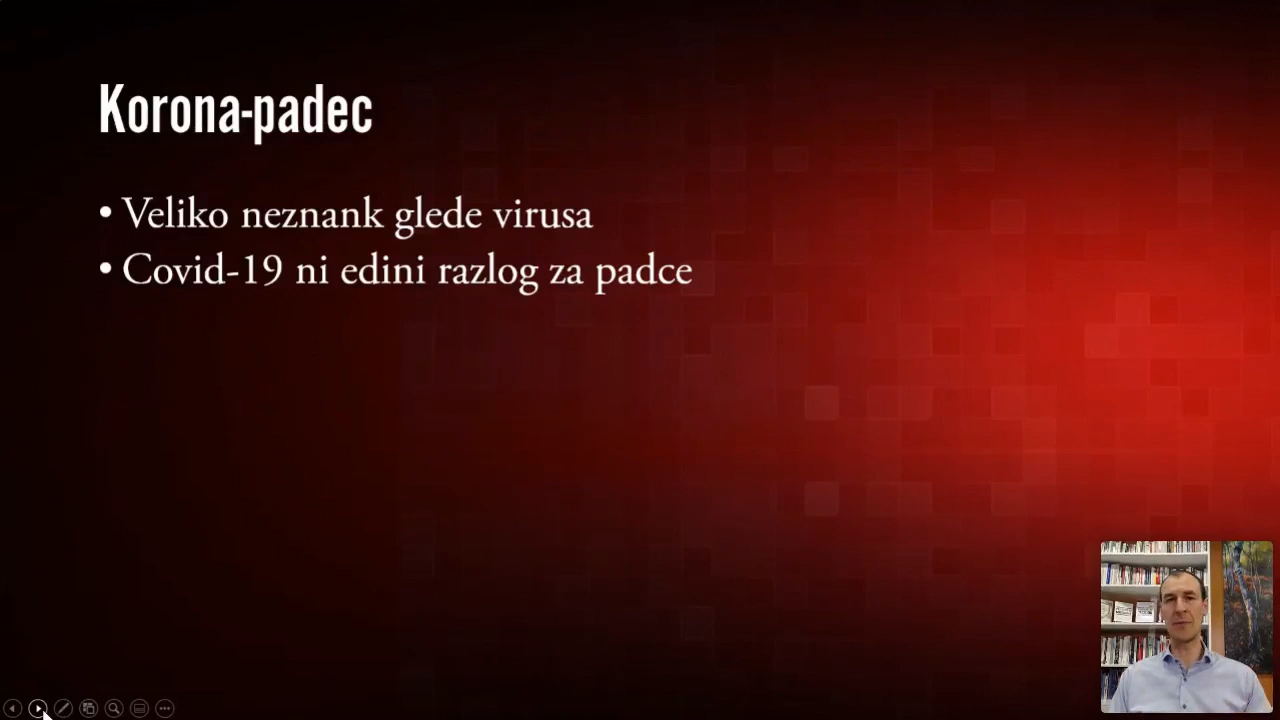 Korona-padec
• Veliko neznank glede virusa
• Covid-19 ni edini razlog za padce